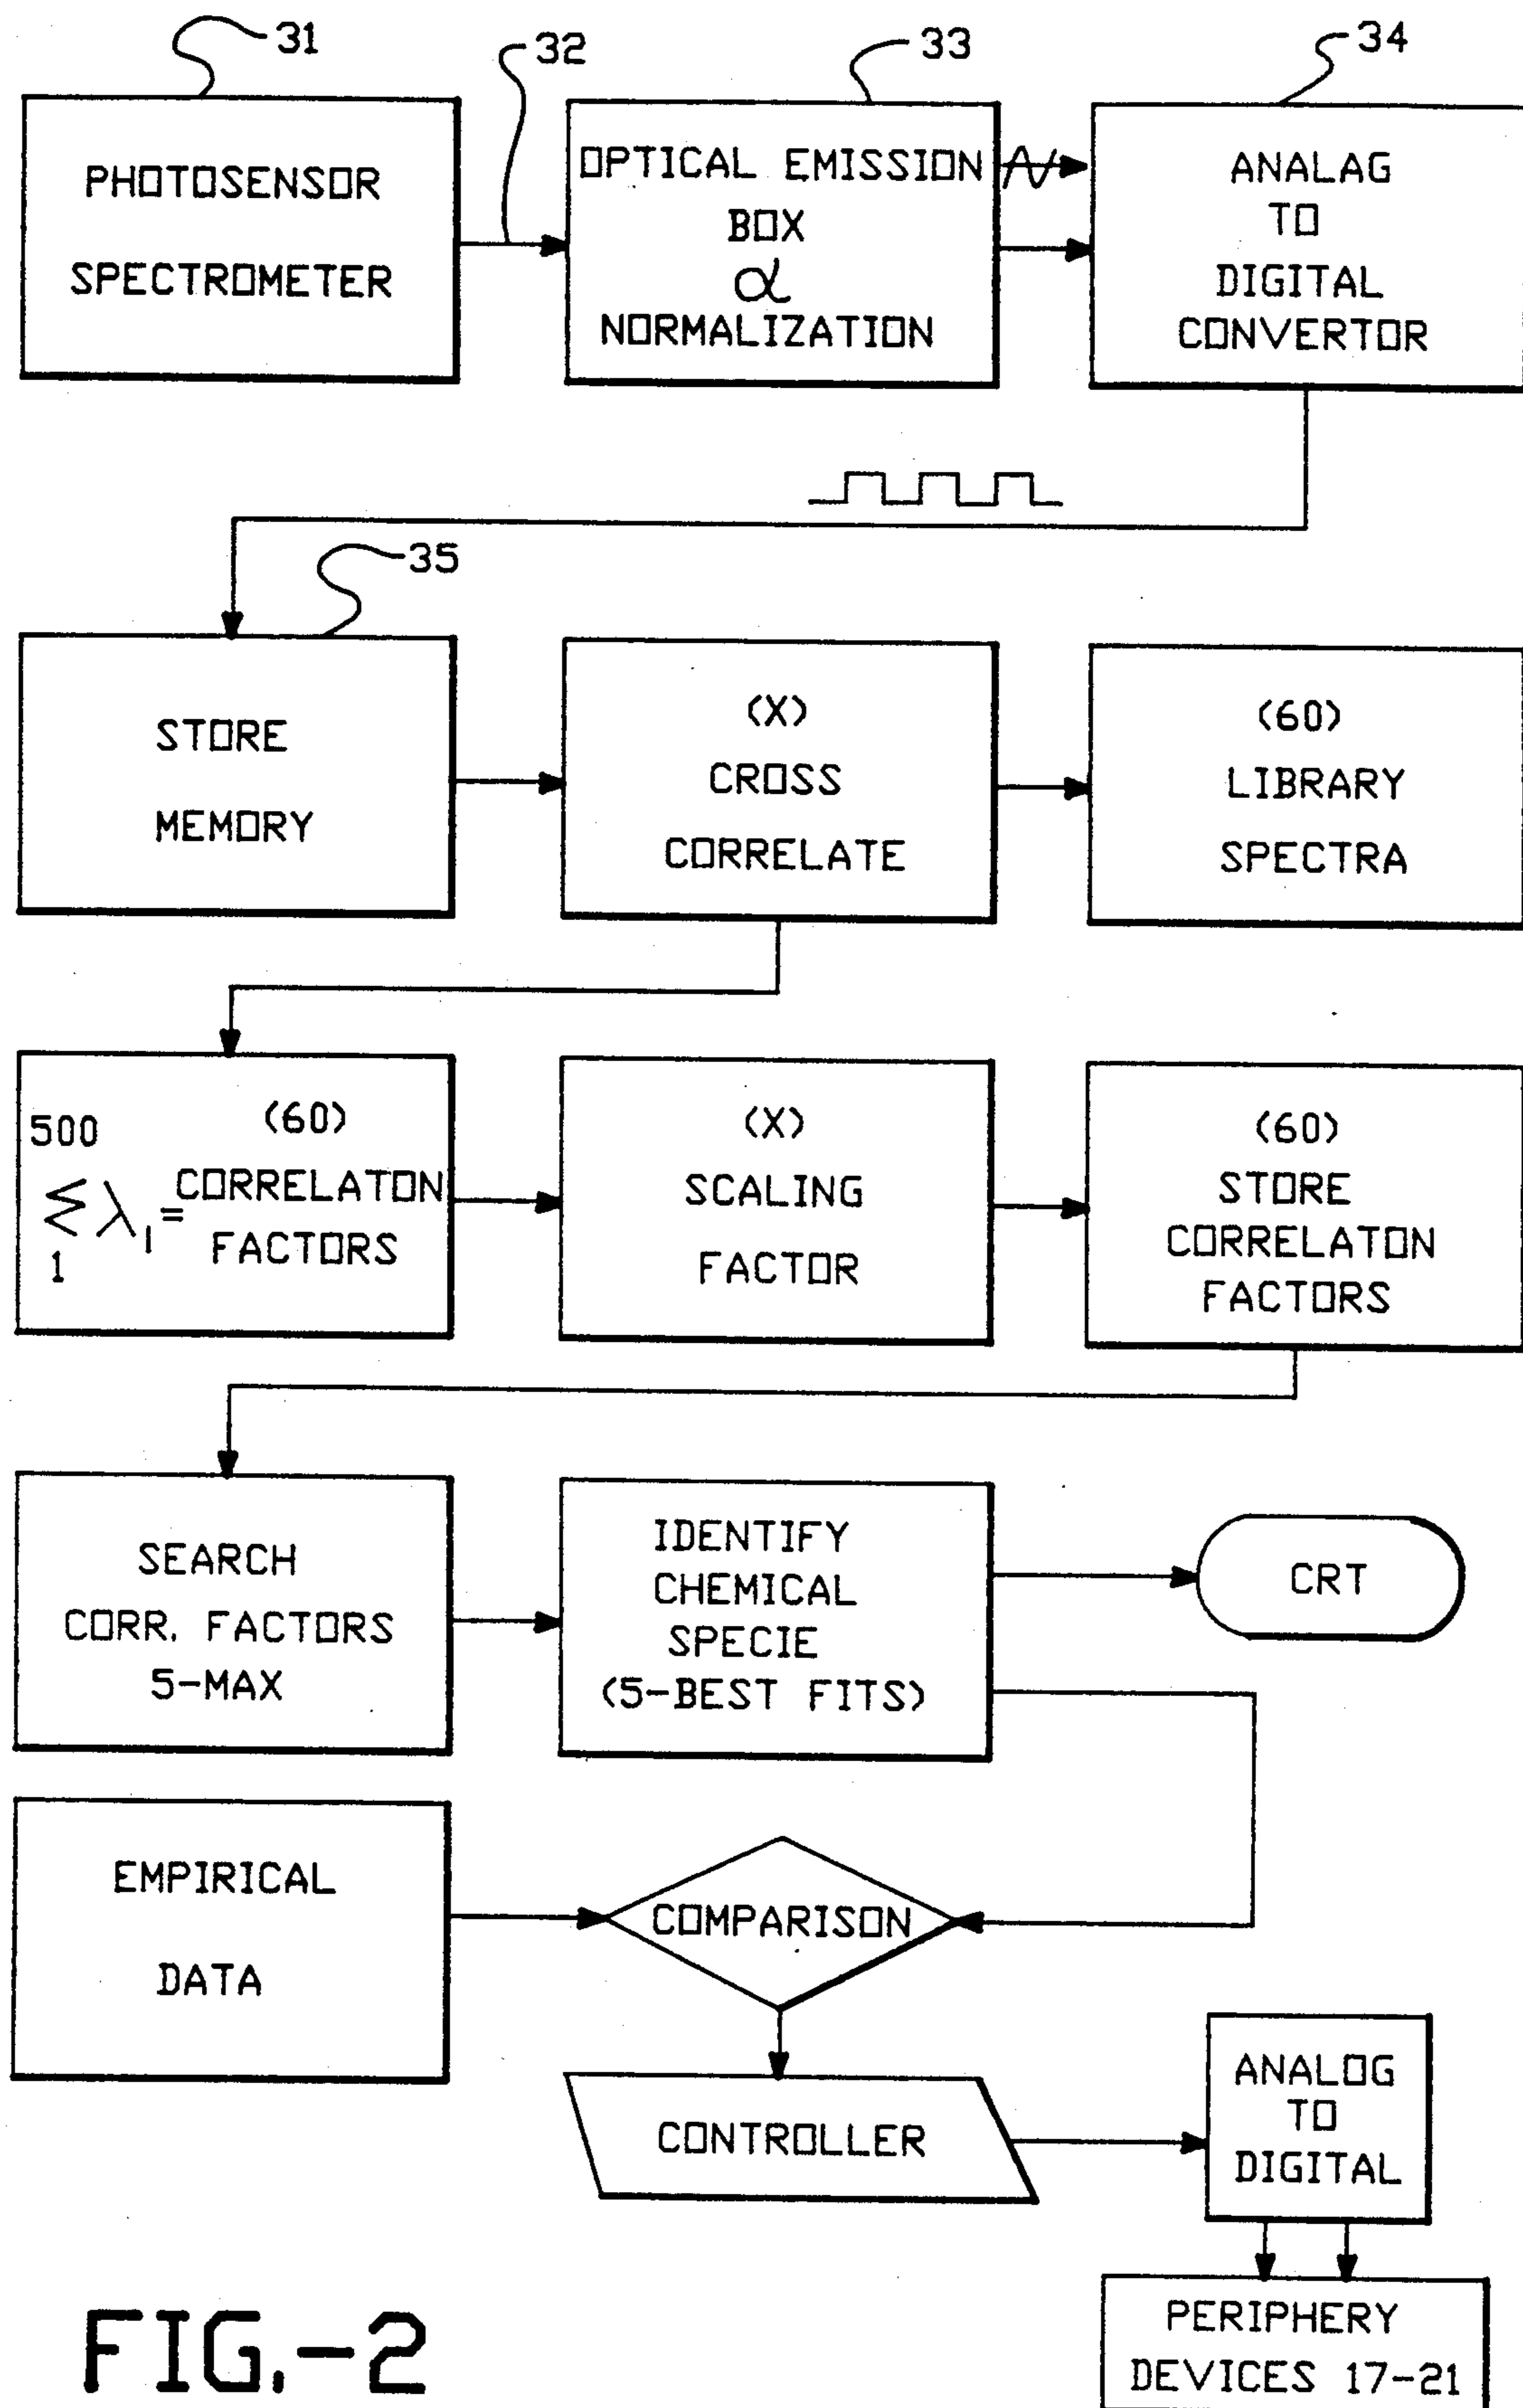 31
32
33
34
PHOTOSENSOR
SPECTROMETER
OPTICAL EMISSION
BOX
α
NORMALIZATION
ANALAG
TO
DIGITAL
CONVERTOR
35
STORE
MEMORY
(X)
CROSS
CORRELATE
(60)
LIBRARY
SPECTRA
500
∑ λ₁=
1
(60)
CORRELATON
FACTORS
(X)
SCALING
FACTOR
(60)
STORE
CORRELATON
FACTORS
SEARCH
CORR. FACTORS
5-MAX
IDENTIFY
CHEMICAL
SPECIE
(5-BEST FITS)
CRT
EMPIRICAL
DATA
COMPARISON
CONTROLLER
ANALOG
TO
DIGITAL
PERIPHERY
DEVICES 17-21
FIG.-2